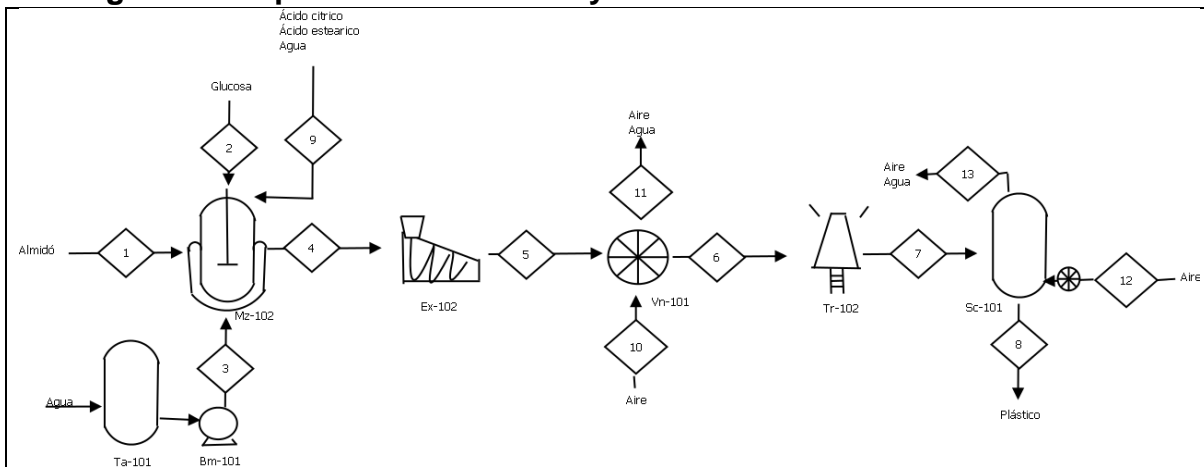 Ácido citrico
Ácido estearico
Agua
Glucosa
2
9
Aire
Agua
11
Aire
Agua
13
Almidó
1
4
5
6
7
12
Aire
Mz-102
Ex-102
Vn-101
Tr-102
Sc-101
3
10
8
Agua
Aire
Plástico
Ta-101
Bm-101